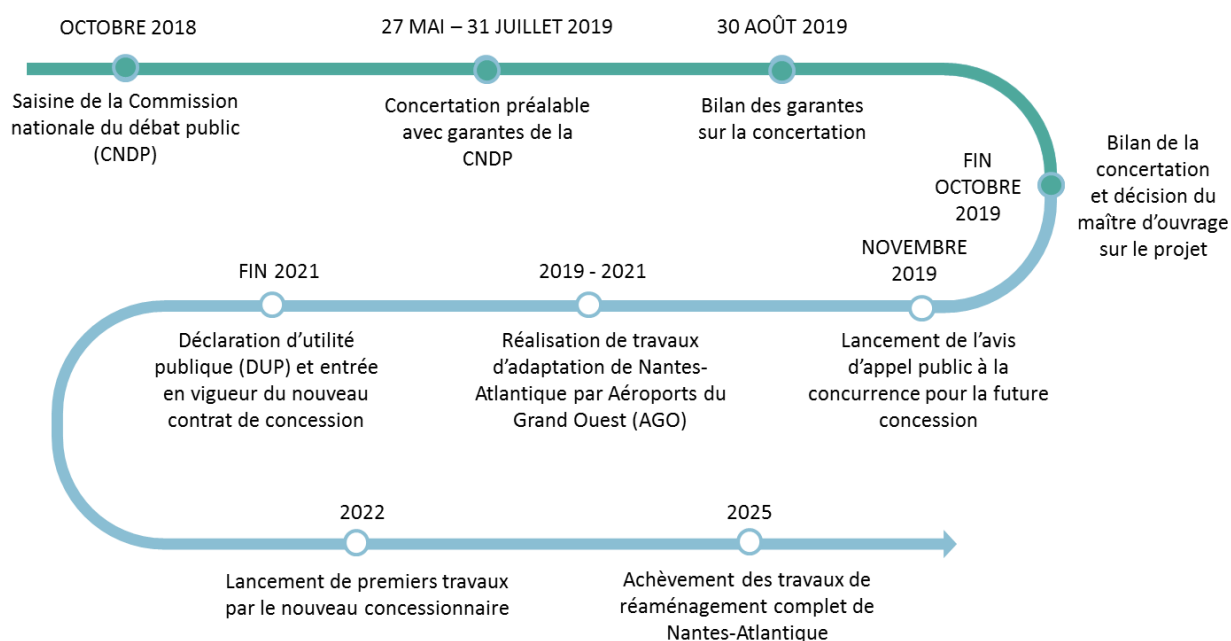 OCTOBRE 2018
Saisine de la Commission
nationale du débat public
(CNDP)
27 MAI – 31 JUILLET 2019
Concertation préalable
avec garantes de la
CNDP
30 AOÛT 2019
Bilan des garantes
sur la concertation
FIN
OCTOBRE
2019
Bilan de la
concertation
et décision du
maître d’ouvrage
sur le projet
NOVEMBRE
2019
Lancement de l’avis
d’appel public à la
concurrence pour la future
concession
2019 - 2021
Réalisation de travaux
d’adaptation de Nantes-
Atlantique par Aéroports du
Grand Ouest (AGO)
FIN 2021
Déclaration d’utilité
publique (DUP) et entrée
en vigueur du nouveau
contrat de concession
2022
Lancement de premiers travaux
par le nouveau concessionnaire
2025
Achèvement des travaux de
réaménagement complet de
Nantes-Atlantique